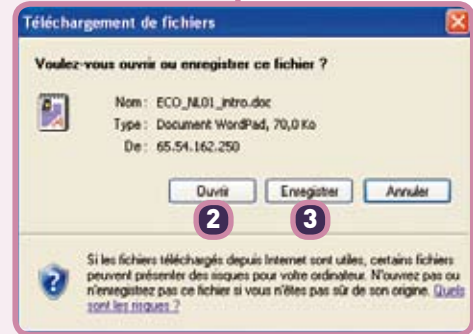 Téléchargement de fichiers
Voulez-vous ouvrir ou enregistrer ce fichier ?
Nom : ECO_NL01_intro.doc
Type : Document WordPad, 70,0 Ko
De : 65.54.162.250
Ouvrir Enregistrer Annuler
2 3
Si les fichiers téléchargés depuis Internet sont utiles, certains fichiers
peuvent présenter des risques pour votre ordinateur. N'ouvrez pas ou
n'enregistrez pas ce fichier si vous n'êtes pas sûr de son origine. Quels
sont les risques ?